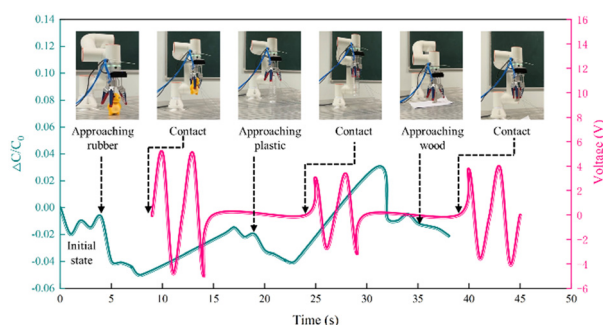 0.14
0.12
0.10
0.08
0.06
0.04
0.02
0.00
-0.02
-0.04
-0.06
ΔC/C0
16
14
12
10
8
6
4
2
0
-2
-4
-6
Voltage (V)
Approaching
rubber
Contact
Approaching
plastic
Contact
Approaching
wood
Contact
Initial
state
0
5
10
15
20
25
30
35
40
45
50
Time (s)